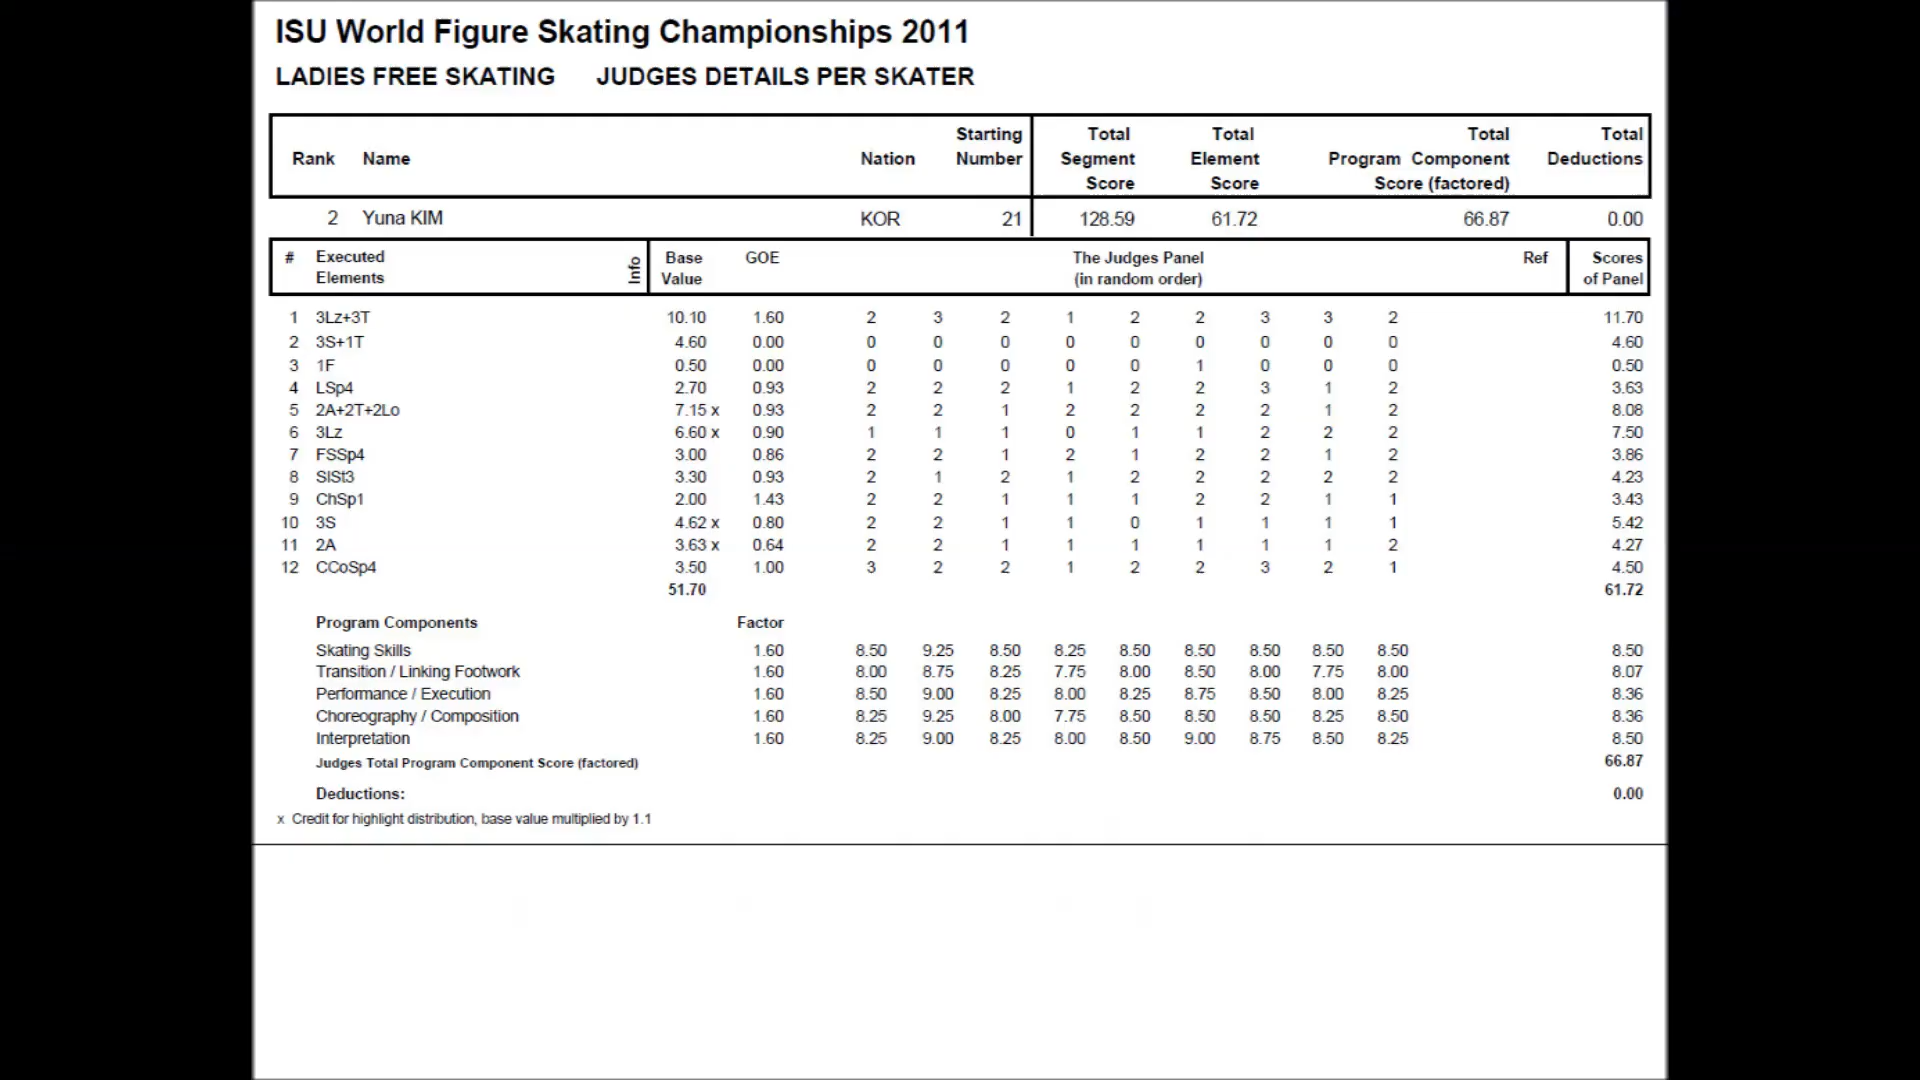 ISU World Figure Skating Championships 2011
LADIES FREE SKATING JUDGES DETAILS PER SKATER
Rank Name Nation Starting Number Total Segment Score Total Element Score Total Program Component Score (factored) Total Deductions
2 Yuna KIM KOR 21 128.59 61.72 66.87 0.00
# Executed Elements Info Base Value GOE The Judges Panel (in random order) Ref Scores of Panel
1 3Lz+3T 10.10 1.60 2 3 2 1 2 2 3 3 2 11.70
2 3S+1T 4.60 0.00 0 0 0 0 0 0 0 0 0 4.60
3 1F 0.50 0.00 0 0 0 0 0 1 0 0 0 0.50
4 LSp4 2.70 0.93 2 2 2 1 2 2 3 1 2 3.63
5 2A+2T+2Lo 7.15 x 0.93 2 2 1 2 2 2 2 1 2 8.08
6 3Lz 6.60 x 0.90 1 1 1 0 1 1 2 2 2 7.50
7 FSSp4 3.00 0.86 2 2 1 2 1 2 2 1 2 3.86
8 SlSt3 3.30 0.93 2 1 2 1 2 2 2 2 2 4.23
9 ChSp1 2.00 1.43 2 2 1 1 1 2 2 1 1 3.43
10 3S 4.62 x 0.80 2 2 1 1 0 1 1 1 1 5.42
11 2A 3.63 x 0.64 2 2 1 1 1 1 1 1 2 4.27
12 CCoSp4 3.50 1.00 3 2 2 1 2 2 3 2 1 4.50
51.70 61.72
Program Components Factor
Skating Skills 1.60 8.50 9.25 8.50 8.25 8.50 8.50 8.50 8.50 8.50 8.50
Transition / Linking Footwork 1.60 8.00 8.75 8.25 7.75 8.00 8.50 8.00 7.75 8.00 8.07
Performance / Execution 1.60 8.50 9.00 8.25 8.00 8.25 8.75 8.50 8.00 8.25 8.36
Choreography / Composition 1.60 8.25 9.25 8.00 7.75 8.50 8.50 8.50 8.25 8.50 8.36
Interpretation 1.60 8.25 9.00 8.25 8.00 8.50 9.00 8.75 8.50 8.25 8.50
Judges Total Program Component Score (factored) 66.87
Deductions: 0.00
x Credit for highlight distribution, base value multiplied by 1.1